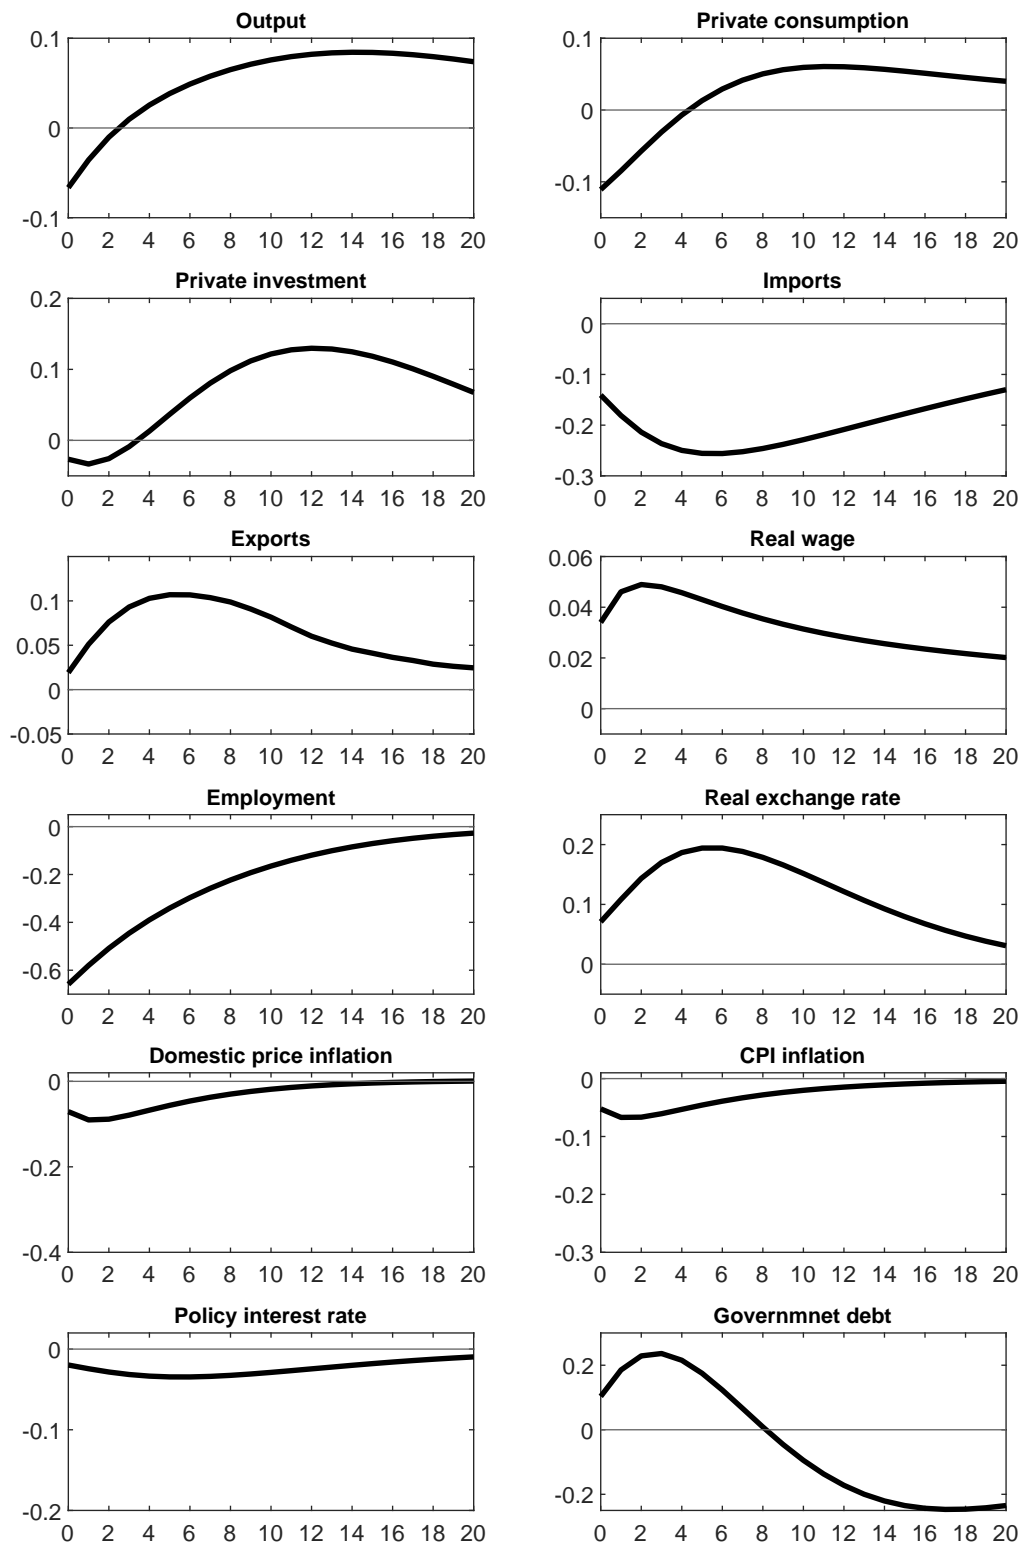 Output
0.1
0
-0.1
0 2 4 6 8 10 12 14 16 18 20
Private consumption
0.1
0
-0.1
0 2 4 6 8 10 12 14 16 18 20
Private investment
0.2
0.1
0
0 2 4 6 8 10 12 14 16 18 20
Imports
0
-0.1
-0.2
-0.3
0 2 4 6 8 10 12 14 16 18 20
Exports
0.1
0.05
0
-0.05
0 2 4 6 8 10 12 14 16 18 20
Real wage
0.06
0.04
0.02
0
0 2 4 6 8 10 12 14 16 18 20
Employment
0
-0.2
-0.4
-0.6
0 2 4 6 8 10 12 14 16 18 20
Real exchange rate
0.2
0.1
0
0 2 4 6 8 10 12 14 16 18 20
Domestic price inflation
0
-0.2
-0.4
0 2 4 6 8 10 12 14 16 18 20
CPI inflation
0
-0.1
-0.2
-0.3
0 2 4 6 8 10 12 14 16 18 20
Policy interest rate
0
-0.1
-0.2
0 2 4 6 8 10 12 14 16 18 20
Governmnet debt
0.2
0
-0.2
0 2 4 6 8 10 12 14 16 18 20